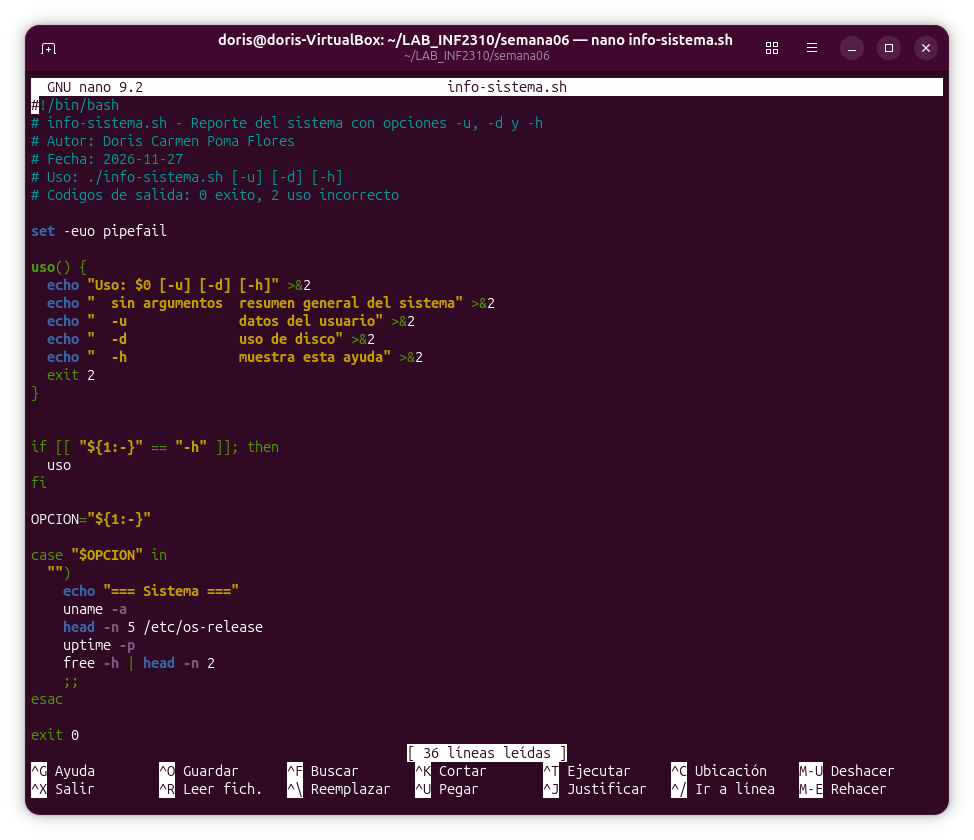 doris@doris-VirtualBox: ~/LAB_INF2310/semana06 — nano info-sistema.sh
~/LAB_INF2310/semana06
GNU nano 9.2 info-sistema.sh
#!/bin/bash
# info-sistema.sh - Reporte del sistema con opciones -u, -d y -h
# Autor: Doris Carmen Poma Flores
# Fecha: 2026-11-27
# Uso: ./info-sistema.sh [-u] [-d] [-h]
# Codigos de salida: 0 exito, 2 uso incorrecto

set -euo pipefail

uso() {
  echo "Uso: $0 [-u] [-d] [-h]" >&2
  echo "  sin argumentos  resumen general del sistema" >&2
  echo "  -u              datos del usuario" >&2
  echo "  -d              uso de disco" >&2
  echo "  -h              muestra esta ayuda" >&2
  exit 2
}


if [[ "${1:-}" == "-h" ]]; then
  uso
fi

OPCION="${1:-}"

case "$OPCION" in
  "")
    echo "=== Sistema ==="
    uname -a
    head -n 5 /etc/os-release
    uptime -p
    free -h | head -n 2
    ;;
esac

exit 0
[ 36 líneas leídas ]
^G Ayuda ^O Guardar ^F Buscar ^K Cortar ^T Ejecutar ^C Ubicación M-U Deshacer
^X Salir ^R Leer fich. ^\ Reemplazar ^U Pegar ^J Justificar ^/ Ir a línea M-E Rehacer